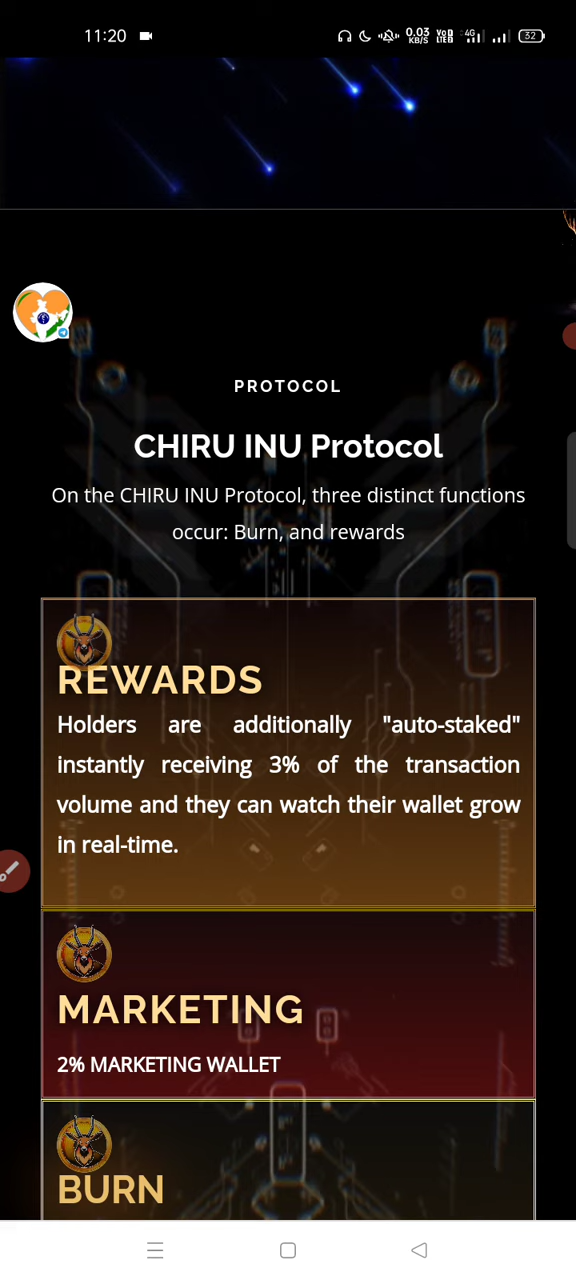 11:20
0.03 KB/S
Vo LTE
4G
32
PROTOCOL
CHIRU INU Protocol
On the CHIRU INU Protocol, three distinct functions
occur: Burn, and rewards
REWARDS
Holders are additionally "auto-staked"
instantly receiving 3% of the transaction
volume and they can watch their wallet grow
in real-time.
MARKETING
2% MARKETING WALLET
BURN